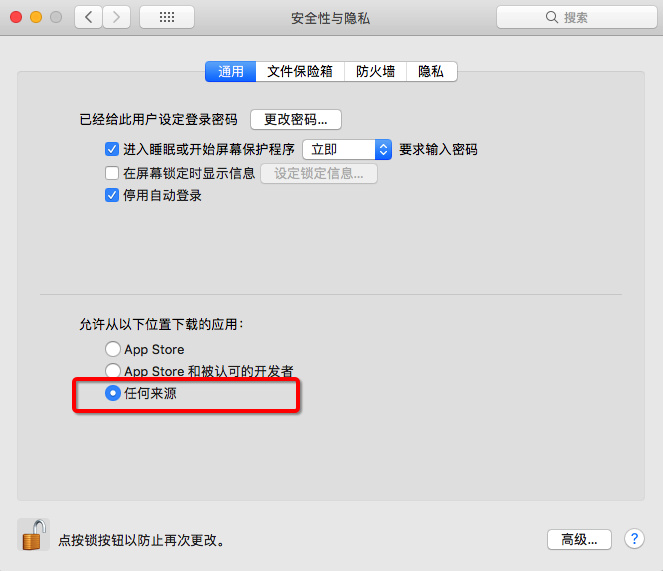 安全性与隐私
搜索
通用 文件保险箱 防火墙 隐私
已经给此用户设定登录密码 更改密码...
进入睡眠或开始屏幕保护程序 立即 要求输入密码
在屏幕锁定时显示信息 设定锁定信息...
停用自动登录
允许从以下位置下载的应用：
App Store
App Store 和被认可的开发者
任何来源
点按锁按钮以防止再次更改。 高级... ?